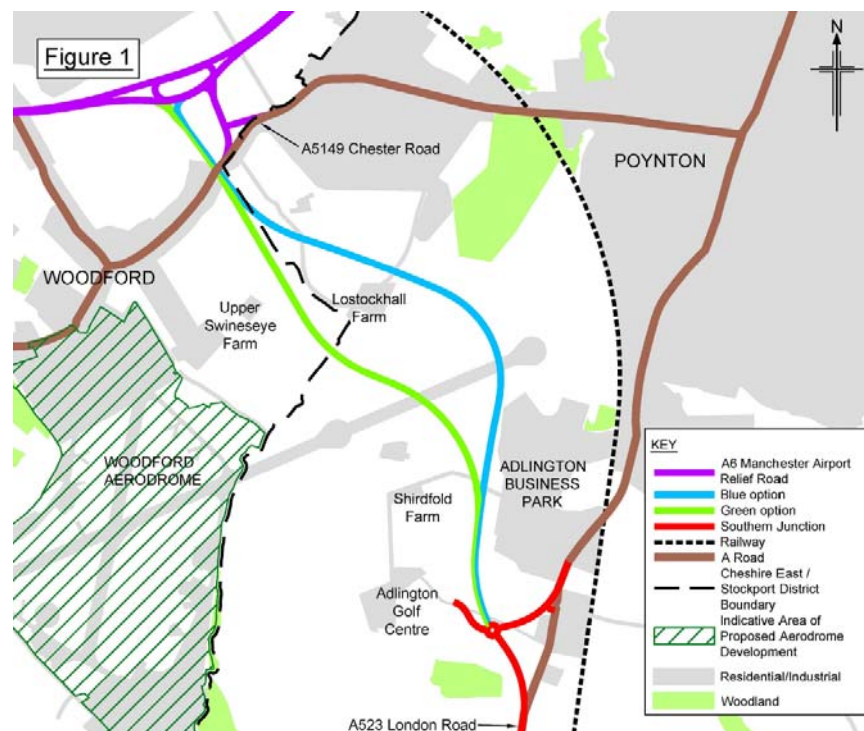 Figure 1
N
A5149 Chester Road
POYNTON
WOODFORD
Upper
Swineseye
Farm
Lostockhall
Farm
WOODFORD
AERODROME
ADLINGTON
BUSINESS
PARK
Shirdfold
Farm
Adlington
Golf
Centre
A523 London Road
KEY
A6 Manchester Airport
Relief Road
Blue option
Green option
Southern Junction
Railway
A Road
Cheshire East /
Stockport District
Boundary
Indicative Area of
Proposed Aerodrome
Development
Residential/Industrial
Woodland